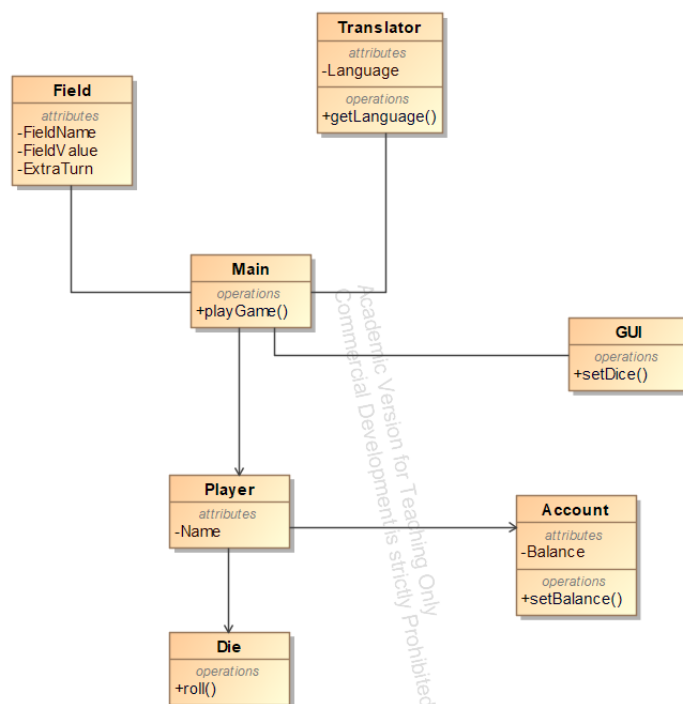 Translator
attributes
-Language
operations
+getLanguage()
Field
attributes
-FieldName
-FieldValue
-ExtraTurn
Main
operations
+playGame()
GUI
operations
+setDice()
Player
attributes
-Name
Account
attributes
-Balance
operations
+setBalance()
Die
operations
+roll()
Academic Version for Teaching Only
Commercial Development is strictly Prohibited